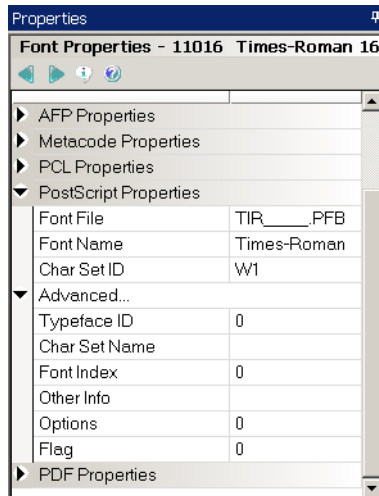 Properties
Font Properties - 11016 Times-Roman 16
AFP Properties
Metacode Properties
PCL Properties
PostScript Properties
Font File TIR_____.PFB
Font Name Times-Roman
Char Set ID W1
Advanced...
Typeface ID 0
Char Set Name
Font Index 0
Other Info
Options 0
Flag 0
PDF Properties